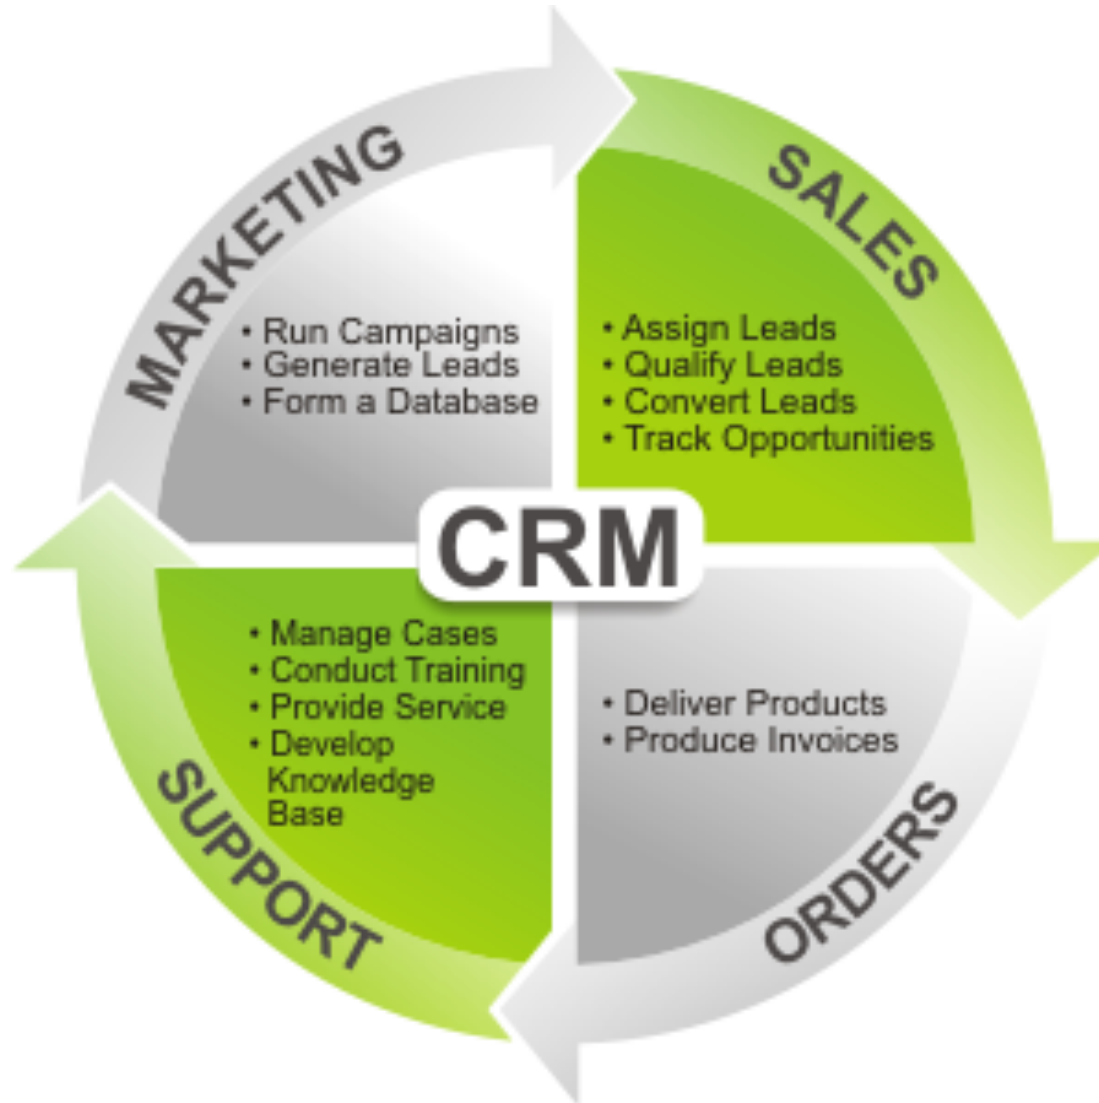 MARKETING
• Run Campaigns
• Generate Leads
• Form a Database
SALES
• Assign Leads
• Qualify Leads
• Convert Leads
• Track Opportunities
CRM
• Manage Cases
• Conduct Training
• Provide Service
• Develop
Knowledge
Base
SUPPORT
• Deliver Products
• Produce Invoices
ORDERS